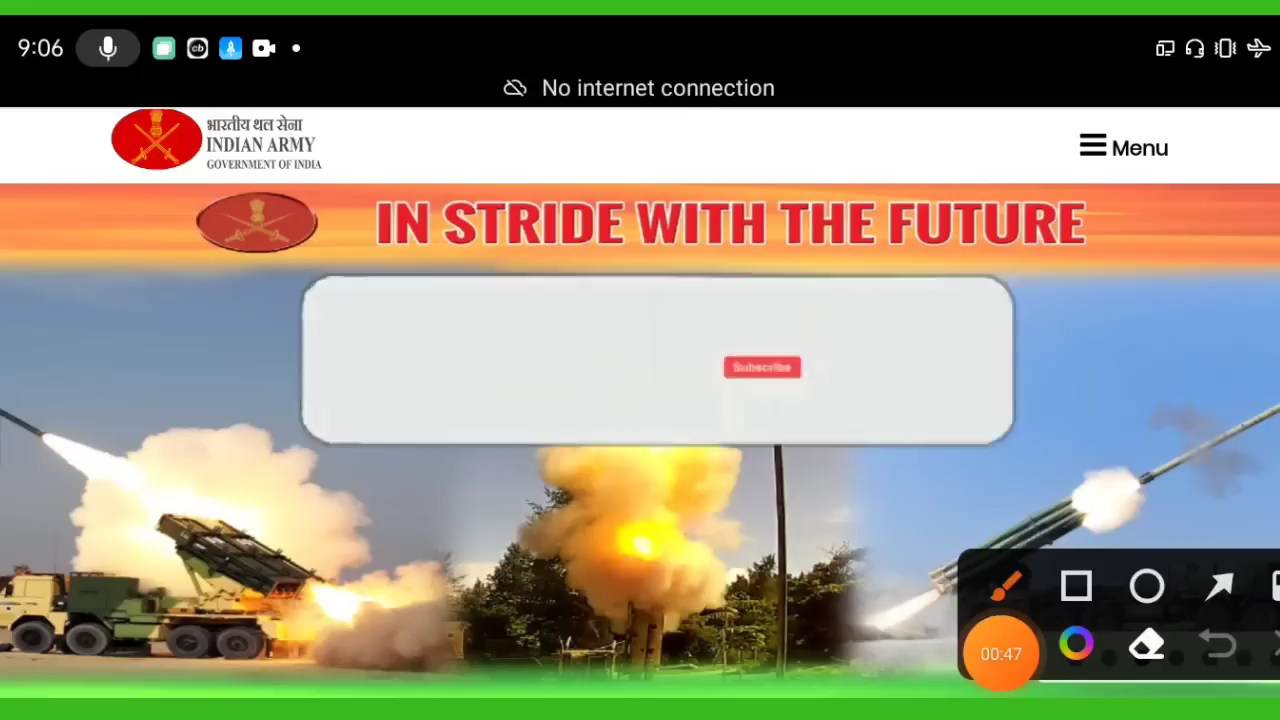 9:06
cb
No internet connection
भारतीय थल सेना
INDIAN ARMY
GOVERNMENT OF INDIA
Menu
IN STRIDE WITH THE FUTURE
Subscribe
00:47